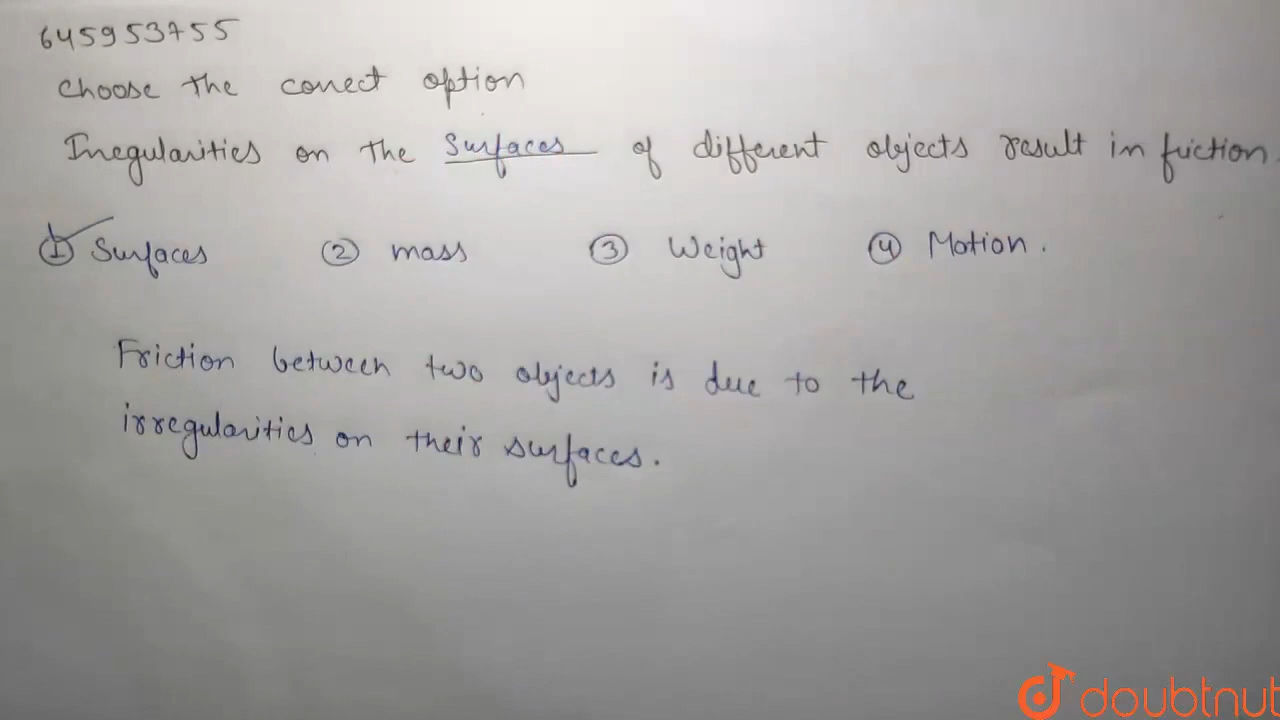 645953755
Choose the correct option
Irregularities on the surfaces of different objects result in friction.
① Surfaces ② mass ③ Weight ④ Motion.
Friction between two objects is due to the
irregularities on their surfaces.
doubtnut